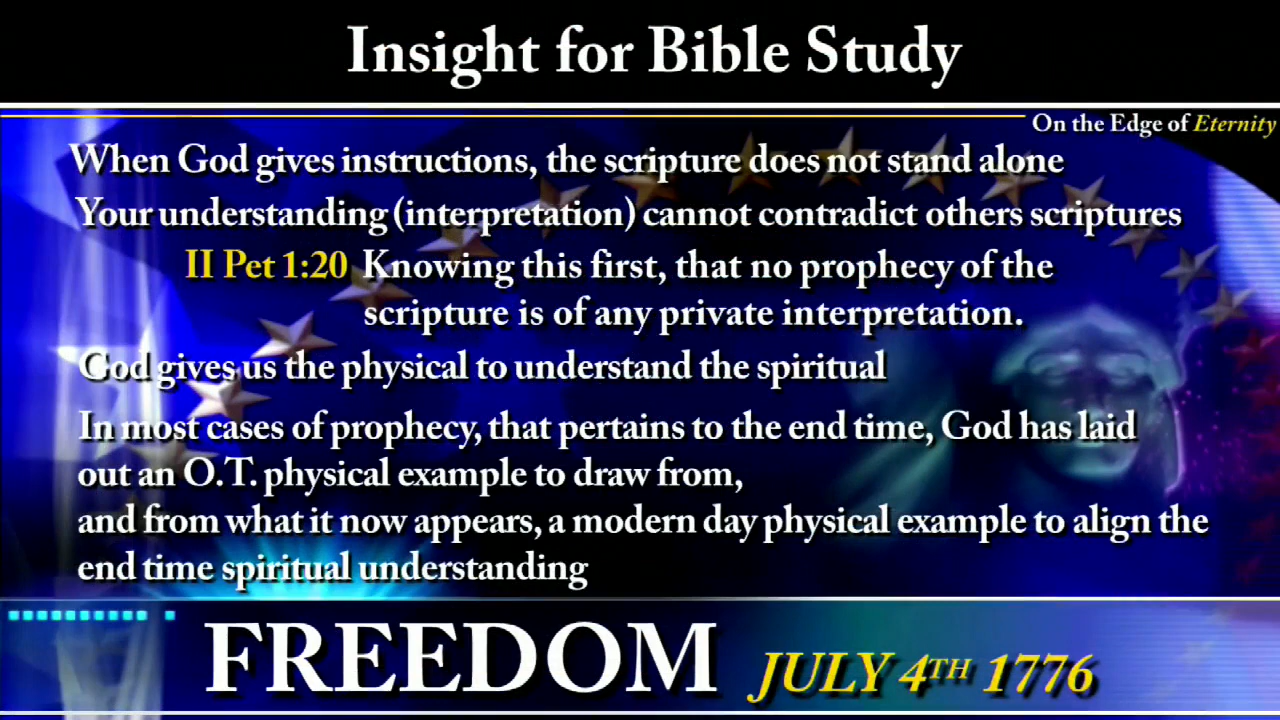 Insight for Bible Study
On the Edge of Eternity
When God gives instructions, the scripture does not stand alone
Your understanding (interpretation) cannot contradict others scriptures
II Pet 1:20 Knowing this first, that no prophecy of the
scripture is of any private interpretation.
God gives us the physical to understand the spiritual
In most cases of prophecy, that pertains to the end time, God has laid
out an O.T. physical example to draw from,
and from what it now appears, a modern day physical example to align the
end time spiritual understanding
FREEDOM JULY 4TH 1776